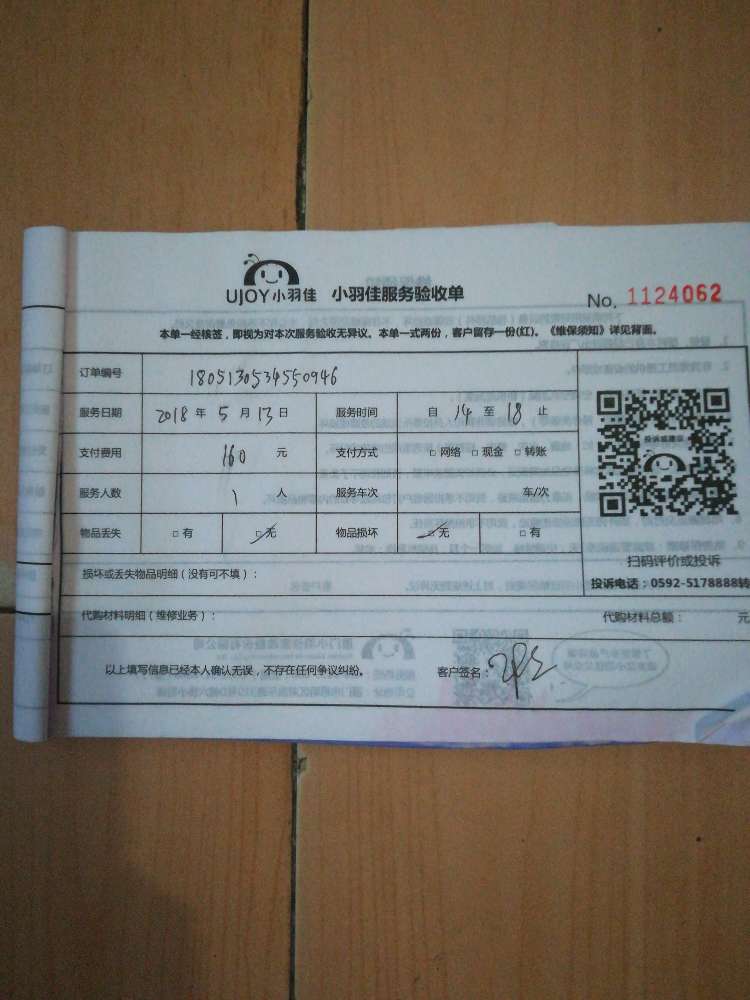 UJOY小羽佳 小羽佳服务验收单 No. 1124062
本单一经核签，即视为对本次服务验收无异议。本单一式两份，客户留存一份(红)。《维保须知》详见背面。
订单编号 1805130534550946
服务日期 2018 年 5 月 13 日 服务时间 自 14 至 18 止
支付费用 160 元 支付方式 □ 网络 □ 现金 □ 转账
服务人数 1 人 服务车次 车/次
物品丢失 □ 有 □ 无 物品损坏 □ 无 □ 有
投诉或建议
扫码评价或投诉
投诉电话：0592-5178888转
损坏或丢失物品明细（没有可不填）：
代购材料明细（维修业务）： 代购材料总额： 元
以上填写信息已经本人确认无误，不存在任何争议纠纷。 客户签名：